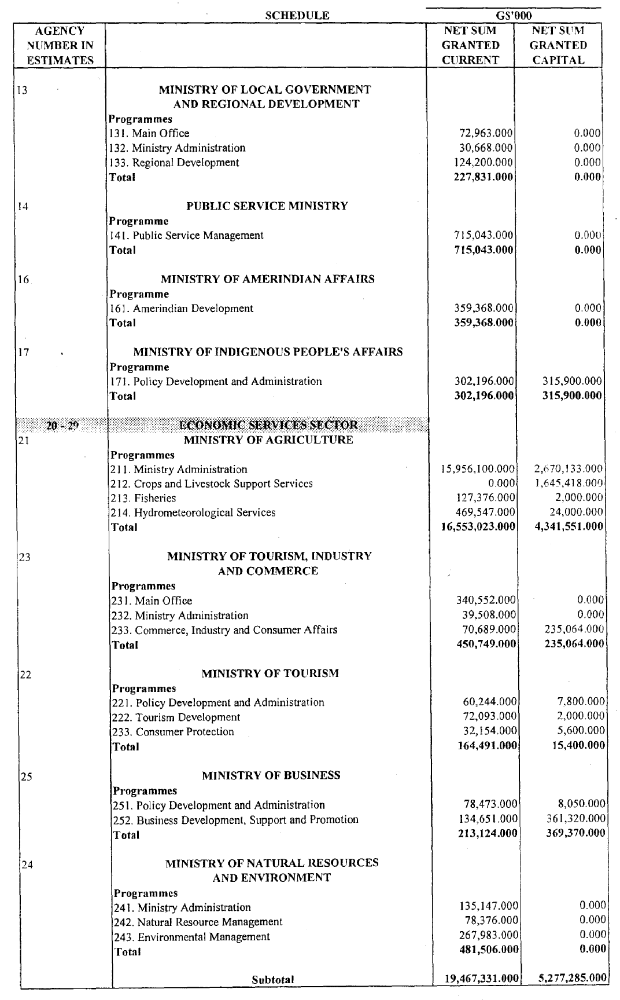 SCHEDULE G$'000
AGENCY NUMBER IN ESTIMATES NET SUM GRANTED CURRENT NET SUM GRANTED CAPITAL
13 MINISTRY OF LOCAL GOVERNMENT
AND REGIONAL DEVELOPMENT
Programmes
131. Main Office 72,963.000 0.000
132. Ministry Administration 30,668.000 0.000
133. Regional Development 124,200.000 0.000
Total 227,831.000 0.000
14 PUBLIC SERVICE MINISTRY
Programme
141. Public Service Management 715,043.000 0.000
Total 715,043.000 0.000
16 MINISTRY OF AMERINDIAN AFFAIRS
Programme
161. Amerindian Development 359,368.000 0.000
Total 359,368.000 0.000
17 MINISTRY OF INDIGENOUS PEOPLE'S AFFAIRS
Programme
171. Policy Development and Administration 302,196.000 315,900.000
Total 302,196.000 315,900.000
20 - 29 ECONOMIC SERVICES SECTOR
21 MINISTRY OF AGRICULTURE
Programmes
211. Ministry Administration 15,956,100.000 2,670,133.000
212. Crops and Livestock Support Services 0.000 1,645,418.000
213. Fisheries 127,376.000 2,000.000
214. Hydrometeorological Services 469,547.000 24,000.000
Total 16,553,023.000 4,341,551.000
23 MINISTRY OF TOURISM, INDUSTRY
AND COMMERCE
Programmes
231. Main Office 340,552.000 0.000
232. Ministry Administration 39,508.000 0.000
233. Commerce, Industry and Consumer Affairs 70,689.000 235,064.000
Total 450,749.000 235,064.000
22 MINISTRY OF TOURISM
Programmes
221. Policy Development and Administration 60,244.000 7,800.000
222. Tourism Development 72,093.000 2,000.000
233. Consumer Protection 32,154.000 5,600.000
Total 164,491.000 15,400.000
25 MINISTRY OF BUSINESS
Programmes
251. Policy Development and Administration 78,473.000 8,050.000
252. Business Development, Support and Promotion 134,651.000 361,320.000
Total 213,124.000 369,370.000
24 MINISTRY OF NATURAL RESOURCES
AND ENVIRONMENT
Programmes
241. Ministry Administration 135,147.000 0.000
242. Natural Resource Management 78,376.000 0.000
243. Environmental Management 267,983.000 0.000
Total 481,506.000 0.000
Subtotal 19,467,331.000 5,277,285.000